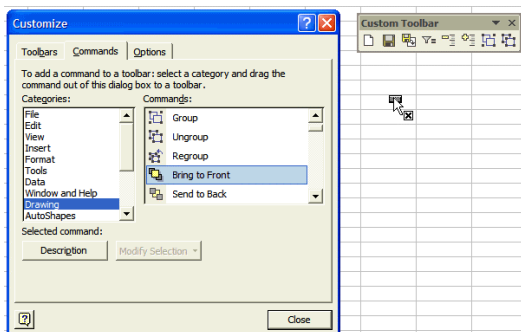 Customize
Custom Toolbar
Toolbars Commands Options
To add a command to a toolbar: select a category and drag the
command out of this dialog box to a toolbar.
Categories: Commands:
File
Edit
View
Insert
Format
Tools
Data
Window and Help
Drawing
AutoShapes
Group
Ungroup
Regroup
Bring to Front
Send to Back
Selected command:
Description Modify Selection
Close